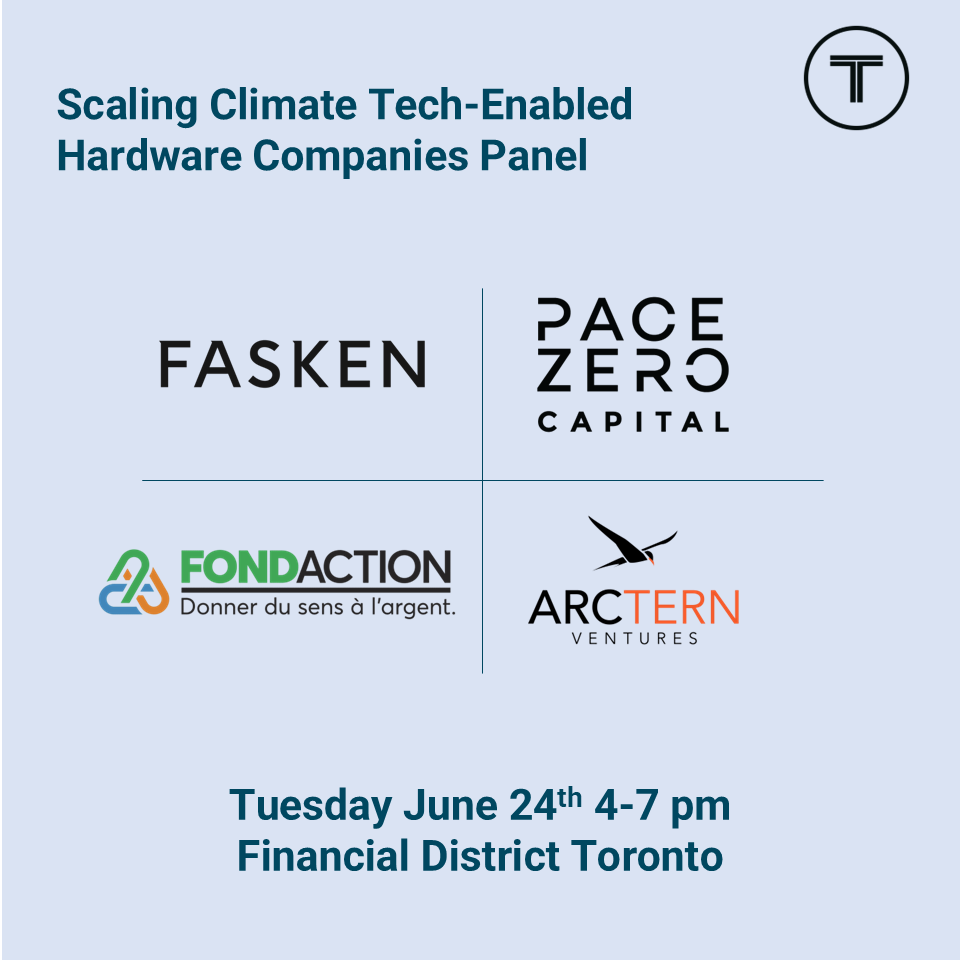 T
Scaling Climate Tech-Enabled
Hardware Companies Panel
FASKEN
PACE
ZERO
CAPITAL
FONDACTION
Donner du sens à l'argent.
ARCTERN
VENTURES
Tuesday June 24th 4-7 pm
Financial District Toronto